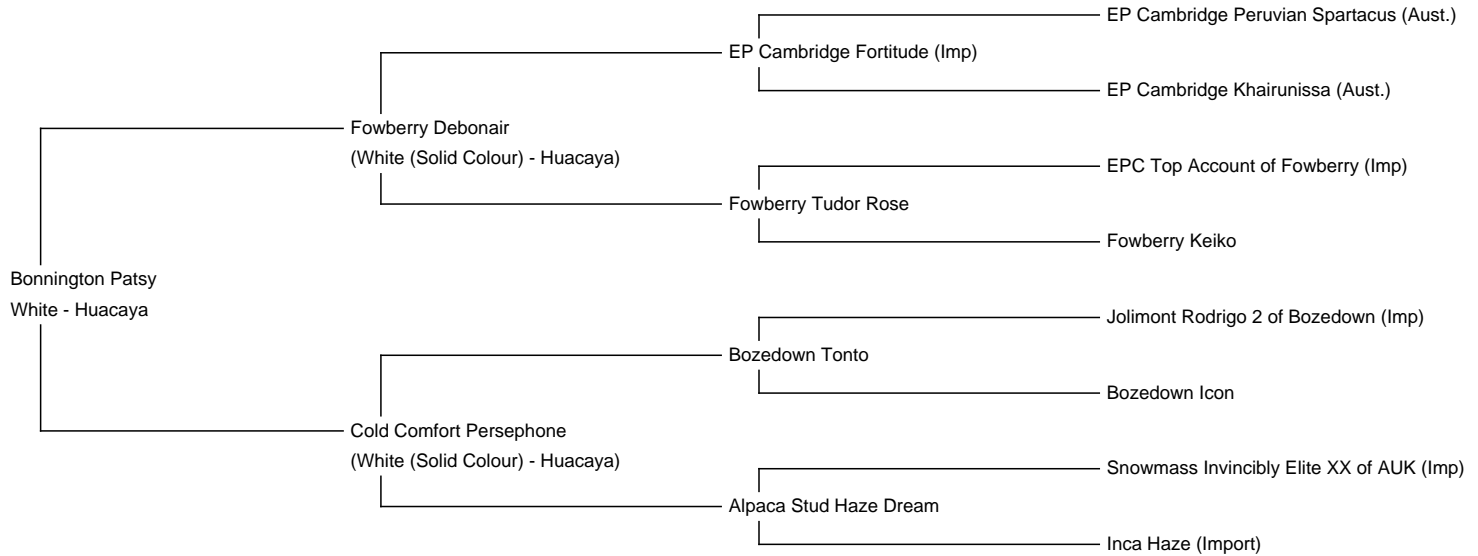 EP Cambridge Peruvian Spartacus (Aust.)
EP Cambridge Fortitude (Imp)
EP Cambridge Khairunissa (Aust.)
Fowberry Debonair
(White (Solid Colour) - Huacaya)
EPC Top Account of Fowberry (Imp)
Fowberry Tudor Rose
Fowberry Keiko
Bonnington Patsy
White - Huacaya
Jolimont Rodrigo 2 of Bozedown (Imp)
Bozedown Tonto
Bozedown Icon
Cold Comfort Persephone
(White (Solid Colour) - Huacaya)
Snowmass Invincibly Elite XX of AUK (Imp)
Alpaca Stud Haze Dream
Inca Haze (Import)